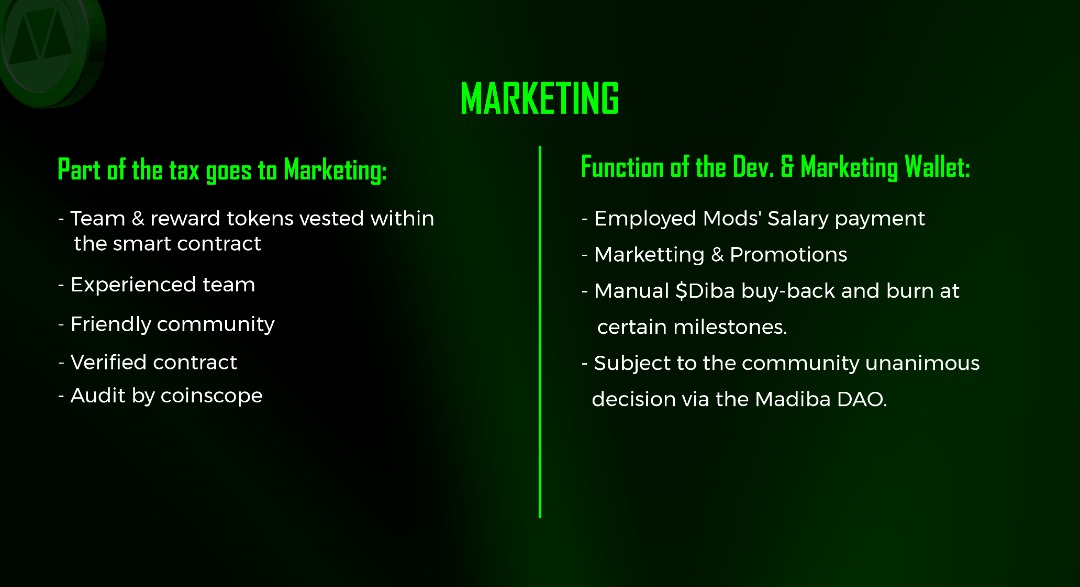 MARKETING
Part of the tax goes to Marketing:
- Team & reward tokens vested within
the smart contract
- Experienced team
- Friendly community
- Verified contract
- Audit by coinscope
Function of the Dev. & Marketing Wallet:
- Employed Mods' Salary payment
- Marketting & Promotions
- Manual $Diba buy-back and burn at
certain milestones.
- Subject to the community unanimous
decision via the Madiba DAO.